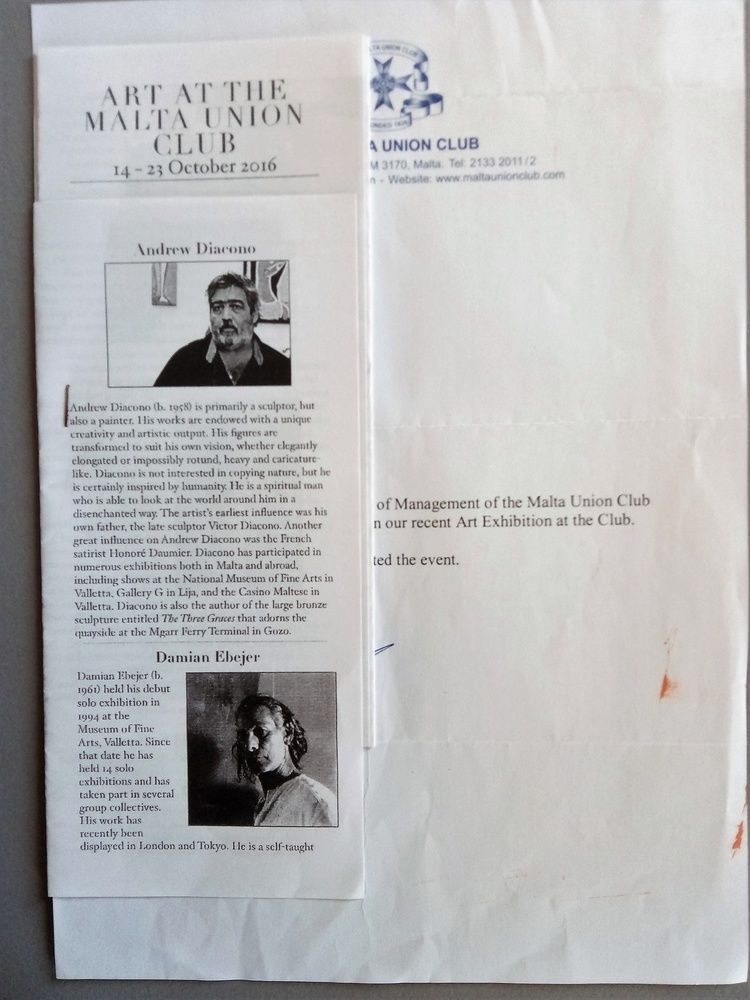 ART AT THE
MALTA UNION
CLUB
14 – 23 October 2016
Andrew Diacono
Andrew Diacono (b. 1958) is primarily a sculptor, but
also a painter. His works are endowed with a unique
creativity and artistic output. His figures are
transformed to suit his own vision, whether elegantly
elongated or impossibly rotund, heavy and caricature-
like. Diacono is not interested in copying nature, but he
is certainly inspired by humanity. He is a spiritual man
who is able to look at the world around him in a
disenchanted way. The artist's earliest influence was his
own father, the late sculptor Victor Diacono. Another
great influence on Andrew Diacono was the French
satirist Honoré Daumier. Diacono has participated in
numerous exhibitions both in Malta and abroad,
including shows at the National Museum of Fine Arts in
Valletta, Gallery G in Lija, and the Casino Maltese in
Valletta. Diacono is also the author of the large bronze
sculpture entitled The Three Graces that adorns the
quayside at the Mgarr Ferry Terminal in Gozo.
Damian Ebejer
Damian Ebejer (b.
1961) held his debut
solo exhibition in
1994 at the
Museum of Fine
Arts, Valletta. Since
that date he has
held 14 solo
exhibitions and has
taken part in several
group collectives.
His work has
recently been
displayed in London and Tokyo. He is a self-taught
LTA UNION CLUB
A UNION CLUB
M 3170, Malta. Tel: 2133 2011/2
- Website: www.maltaunionclub.com
of Management of the Malta Union Club
n our recent Art Exhibition at the Club.
ted the event.